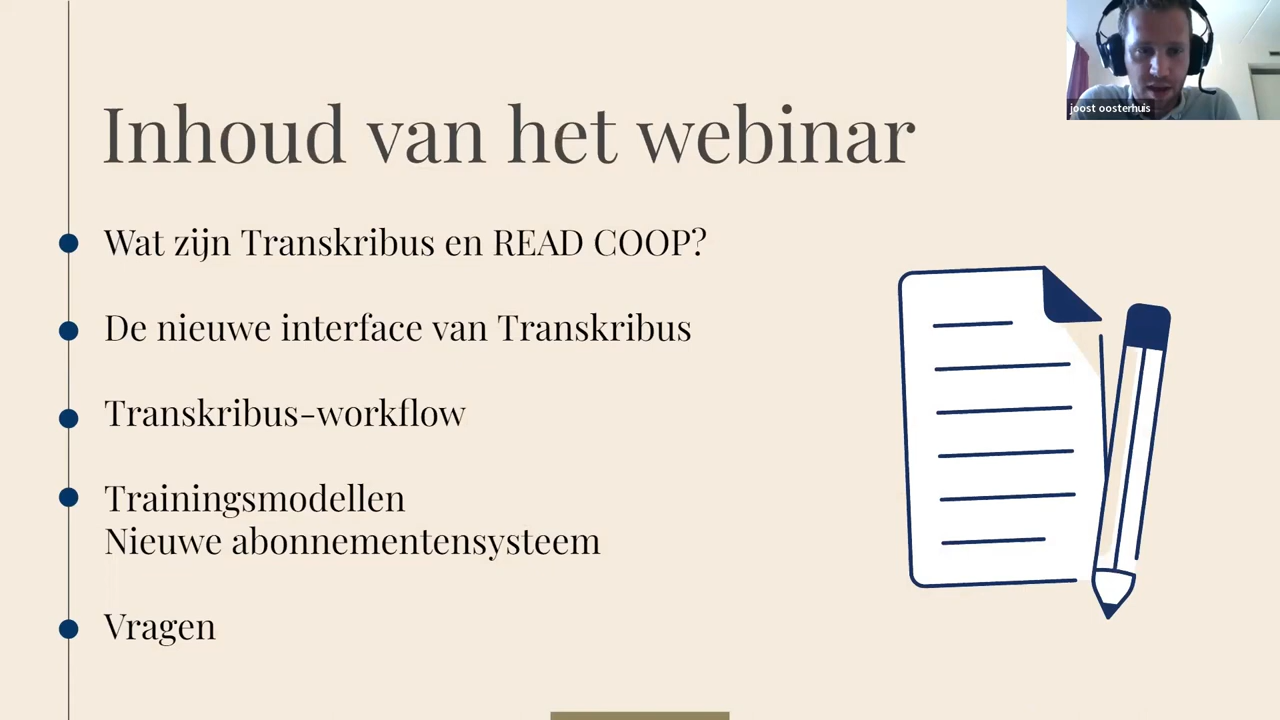 joost oosterhuis
Inhoud van het webinar
Wat zijn Transkribus en READ COOP?
De nieuwe interface van Transkribus
Transkribus-workflow
Trainingsmodellen
Nieuwe abonnementensysteem
Vragen